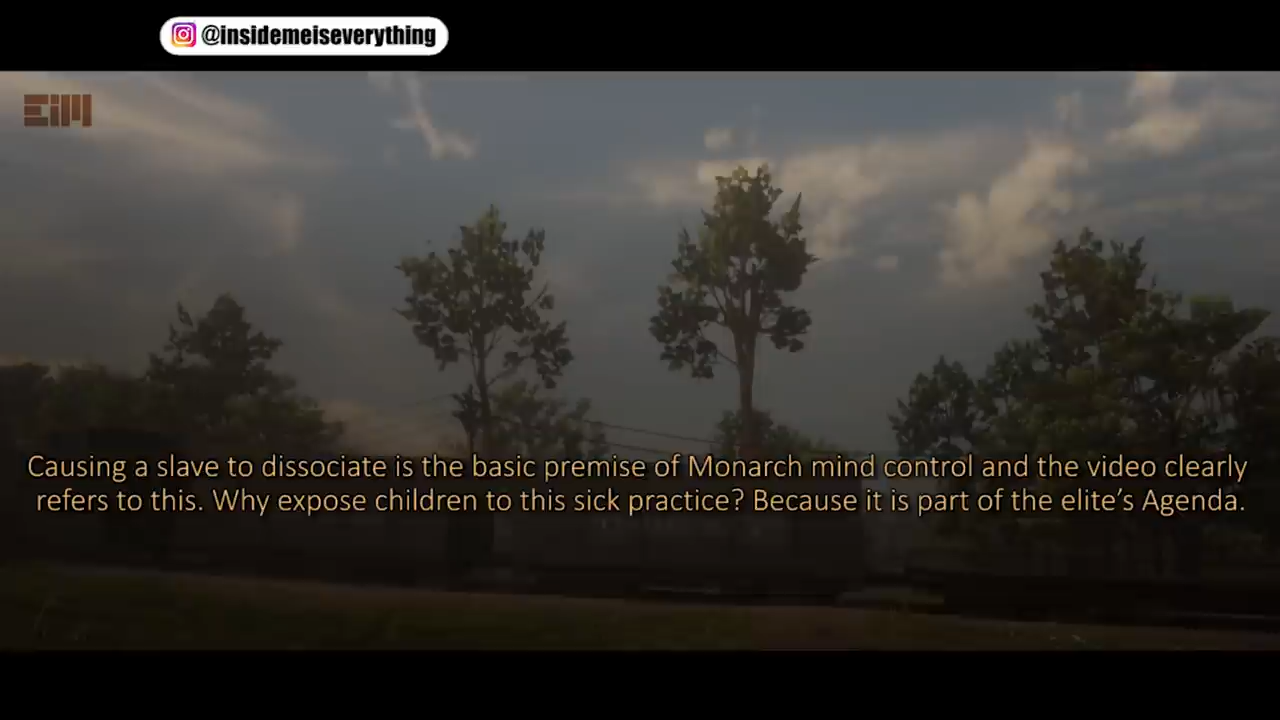 @insidemeiseverything
EiM
Causing a slave to dissociate is the basic premise of Monarch mind control and the video clearly
refers to this. Why expose children to this sick practice? Because it is part of the elite’s Agenda.